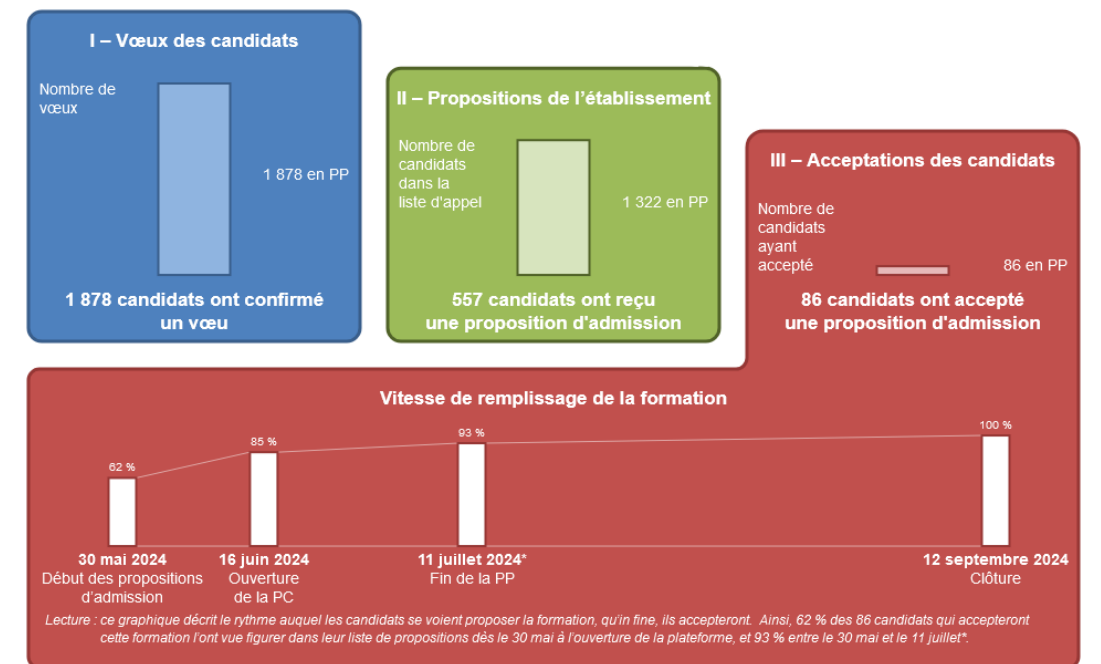 I – Vœux des candidats
Nombre de
vœux
1 878 en PP
1 878 candidats ont confirmé
un vœu
II – Propositions de l'établissement
Nombre de
candidats
dans la
liste d'appel
1 322 en PP
557 candidats ont reçu
une proposition d'admission
III – Acceptations des candidats
Nombre de
candidats
ayant
accepté
86 en PP
86 candidats ont accepté
une proposition d'admission
Vitesse de remplissage de la formation
62 %
85 %
93 %
100 %
30 mai 2024
Début des propositions
d'admission
16 juin 2024
Ouverture
de la PC
11 juillet 2024*
Fin de la PP
12 septembre 2024
Clôture
Lecture : ce graphique décrit le rythme auquel les candidats se voient proposer la formation, qu'in fine, ils accepteront. Ainsi, 62 % des 86 candidats qui accepteront
cette formation l'ont vue figurer dans leur liste de propositions dès le 30 mai à l'ouverture de la plateforme, et 93 % entre le 30 mai et le 11 juillet*.